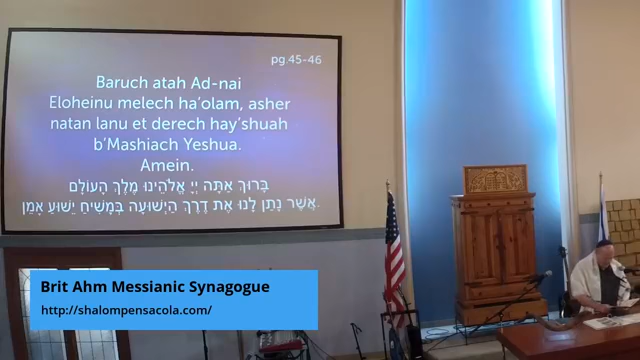 pg.45-46
Baruch atah Ad-nai
Eloheinu melech ha'olam, asher
natan lanu et derech hay'shuah
b'Mashiach Yeshua.
Amein.
בָּרוּךְ אַתָּה יְיָ אֱלֹהֵינוּ מֶלֶךְ הָעוֹלָם
אֲשֶׁר נָתַן לָנוּ אֶת דֶּרֶךְ הַיְשׁוּעָה בְּמָשִׁיחַ יֵשׁוּעַ אָמֵן.
Brit Ahm Messianic Synagogue
http://shalompensacola.com/